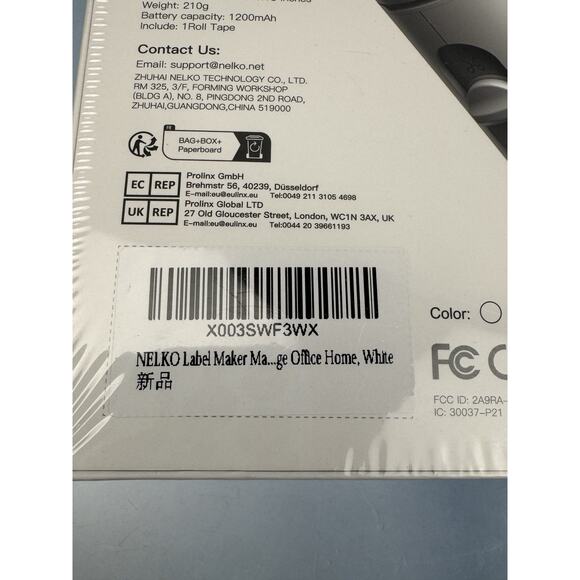 Weight: 210g
Battery capacity: 1200mAh
Include: 1Roll Tape
Contact Us:
Email: support@nelko.net
ZHUHAI NELKO TECHNOLOGY CO., LTD.
RM 325, 3/F, FORMING WORKSHOP
(BLDG A), NO. 8, PINGDONG 2ND ROAD,
ZHUHAI,GUANGDONG,CHINA 519000
FR
BAG+BOX+
Paperboard
EC REP
Prolinx GmbH
Brehmstr 56, 40239, Düsseldorf
E-mail:eu@eulinx.eu Tel:0049 211 3105 4698
UK REP
Prolinx Global LTD
27 Old Gloucester Street, London, WC1N 3AX, UK
E-mail:eu@eulinx.eu Tel:0044 20 39661193
X003SWF3WX
NELKO Label Maker Ma...ge Office Home, White
新品
Color:
FC
FCC ID: 2A9RA-
IC: 30037-P21